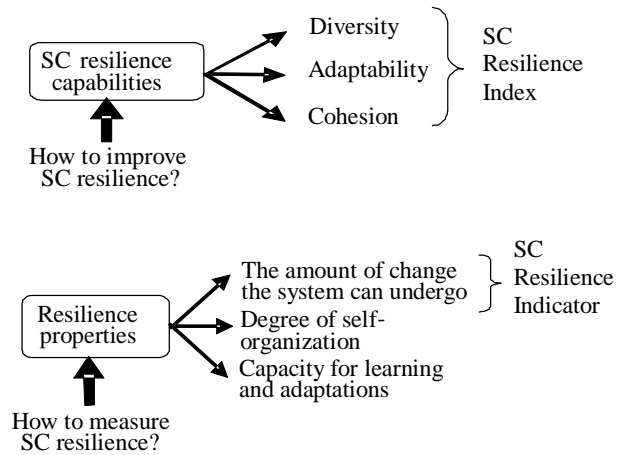 SC resilience
capabilities
How to improve
SC resilience?
Diversity
Adaptability
Cohesion
SC
Resilience
Index
Resilience
properties
How to measure
SC resilience?
The amount of change
the system can undergo
Degree of self-
organization
Capacity for learning
and adaptations
SC
Resilience
Indicator